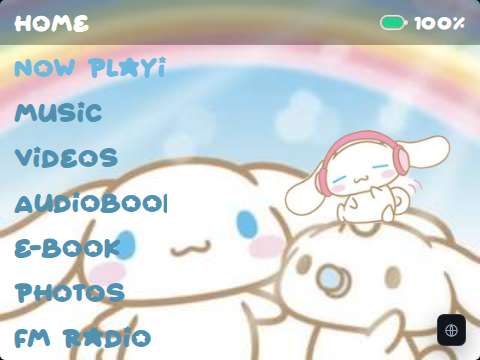 HOME
100%
NOW PLAYi
MUSiC
ViDEOS
AUDiOBOO
E-BOOK
PHOTOS
FM RADiO